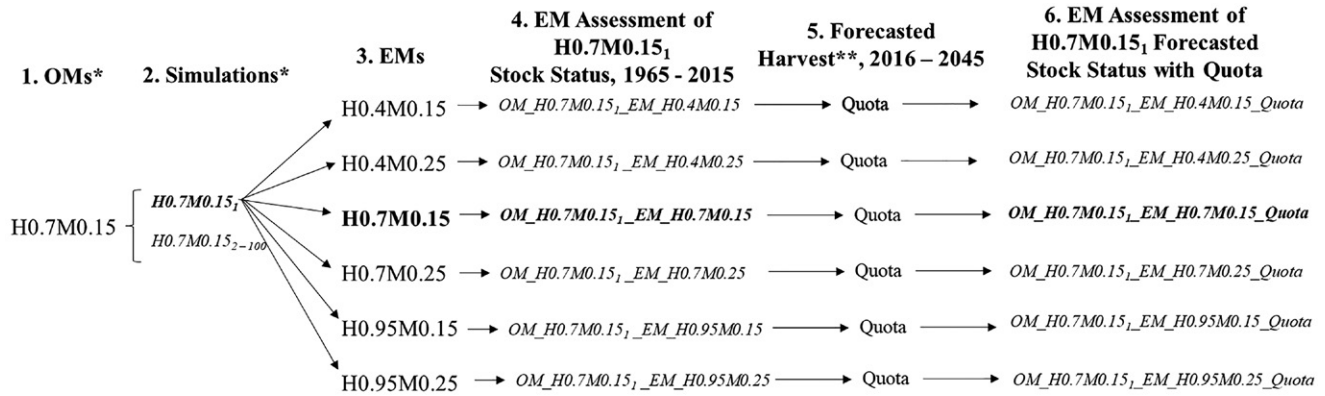 1. OMs*
2. Simulations*
3. EMs
4. EM Assessment of
H0.7M0.15₁
Stock Status, 1965 - 2015
5. Forecasted
Harvest**, 2016 – 2045
6. EM Assessment of
H0.7M0.15₁ Forecasted
Stock Status with Quota
H0.7M0.15
H0.7M0.15₁
H0.7M0.15₂₋₁₀₀
H0.4M0.15 OM_H0.7M0.15₁_EM_H0.4M0.15 Quota OM_H0.7M0.15₁_EM_H0.4M0.15_Quota
H0.4M0.25 OM_H0.7M0.15₁_EM_H0.4M0.25 Quota OM_H0.7M0.15₁_EM_H0.4M0.25_Quota
H0.7M0.15 OM_H0.7M0.15₁_EM_H0.7M0.15 Quota OM_H0.7M0.15₁_EM_H0.7M0.15_Quota
H0.7M0.25 OM_H0.7M0.15₁_EM_H0.7M0.25 Quota OM_H0.7M0.15₁_EM_H0.7M0.25_Quota
H0.95M0.15 OM_H0.7M0.15₁_EM_H0.95M0.15 Quota OM_H0.7M0.15₁_EM_H0.95M0.15_Quota
H0.95M0.25 OM_H0.7M0.15₁_EM_H0.95M0.25 Quota OM_H0.7M0.15₁_EM_H0.95M0.25_Quota